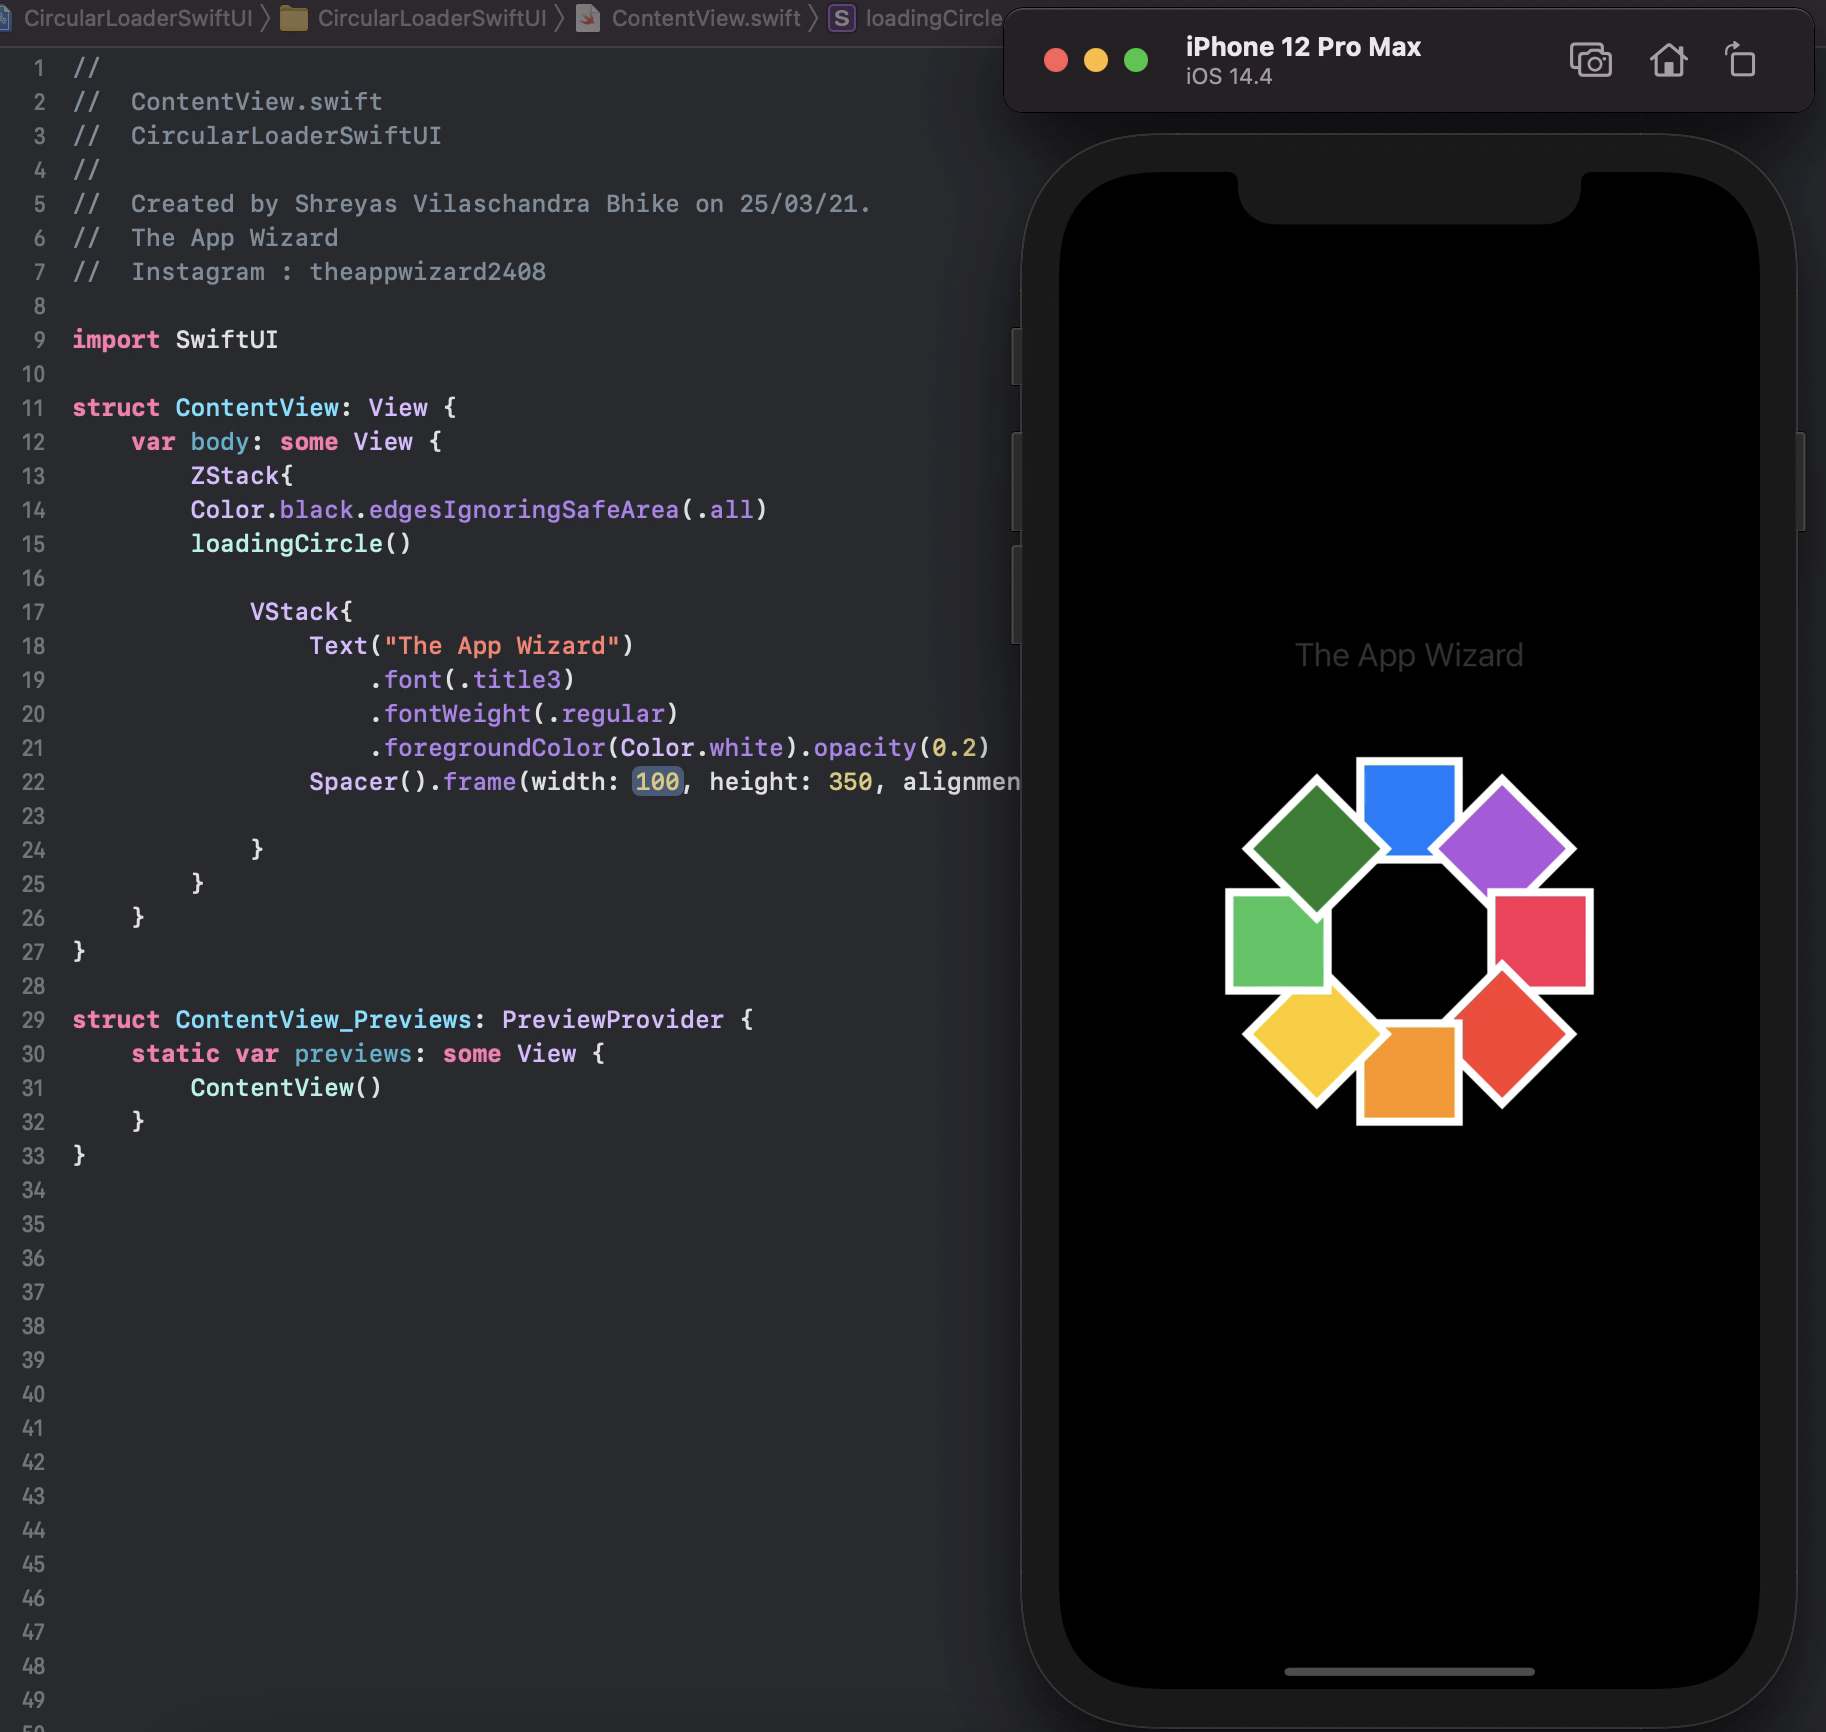 CircularLoaderSwiftUI 〉 CircularLoaderSwiftUI 〉 ContentView.swift 〉 S loadingCircle
1 //
2 //  ContentView.swift
3 //  CircularLoaderSwiftUI
4 //
5 //  Created by Shreyas Vilaschandra Bhike on 25/03/21.
6 //  The App Wizard
7 //  Instagram : theappwizard2408
8
9 import SwiftUI
10
11 struct ContentView: View {
12     var body: some View {
13         ZStack{
14         Color.black.edgesIgnoringSafeArea(.all)
15         loadingCircle()
16
17             VStack{
18                 Text("The App Wizard")
19                     .font(.title3)
20                     .fontWeight(.regular)
21                     .foregroundColor(Color.white).opacity(0.2)
22                 Spacer().frame(width: 100, height: 350, alignmen
23
24             }
25         }
26     }
27 }
28
29 struct ContentView_Previews: PreviewProvider {
30     static var previews: some View {
31         ContentView()
32     }
33 }
34
35
36
37
38
39
40
41
42
43
44
45
46
47
48
49
50
iPhone 12 Pro Max
iOS 14.4
The App Wizard